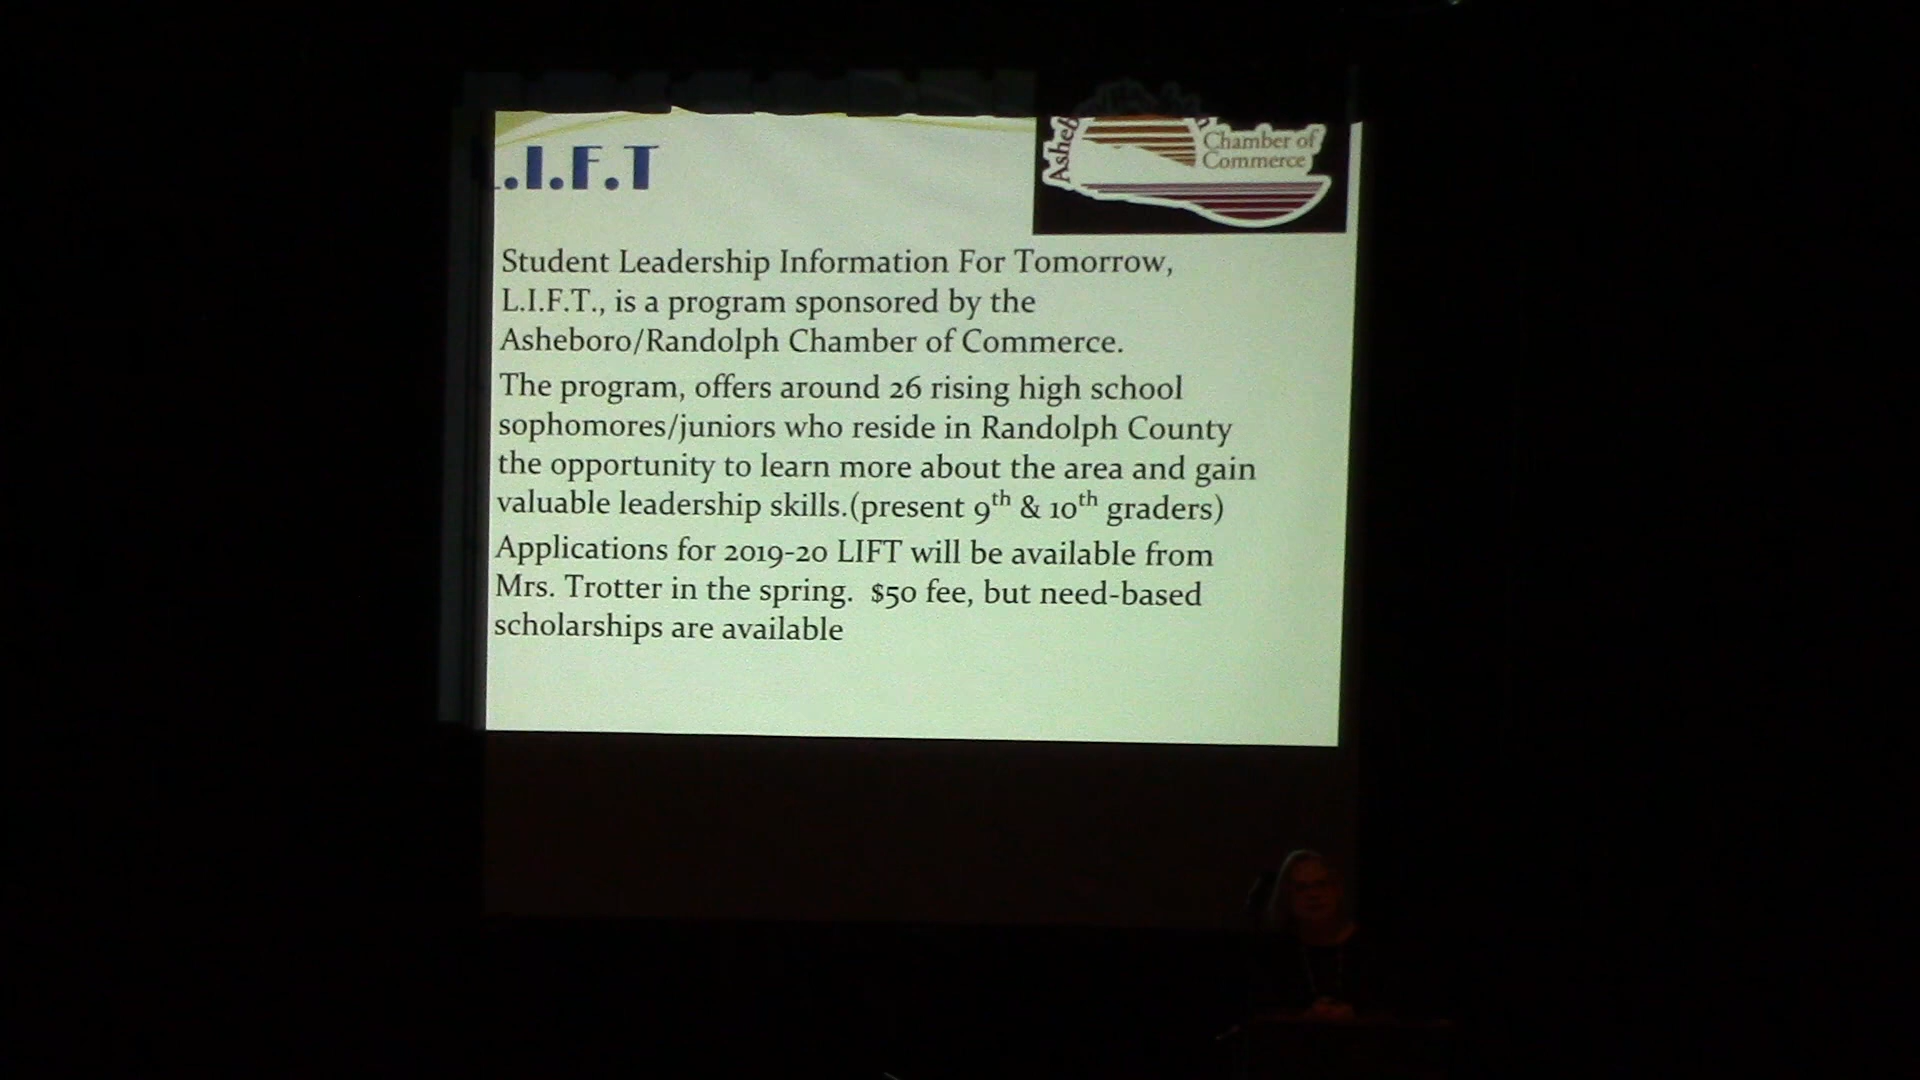 .I.F.T
Asheb
Chamber of
Commerce
Student Leadership Information For Tomorrow,
L.I.F.T., is a program sponsored by the
Asheboro/Randolph Chamber of Commerce.
The program, offers around 26 rising high school
sophomores/juniors who reside in Randolph County
the opportunity to learn more about the area and gain
valuable leadership skills.(present 9th & 10th graders)
Applications for 2019-20 LIFT will be available from
Mrs. Trotter in the spring.  $50 fee, but need-based
scholarships are available